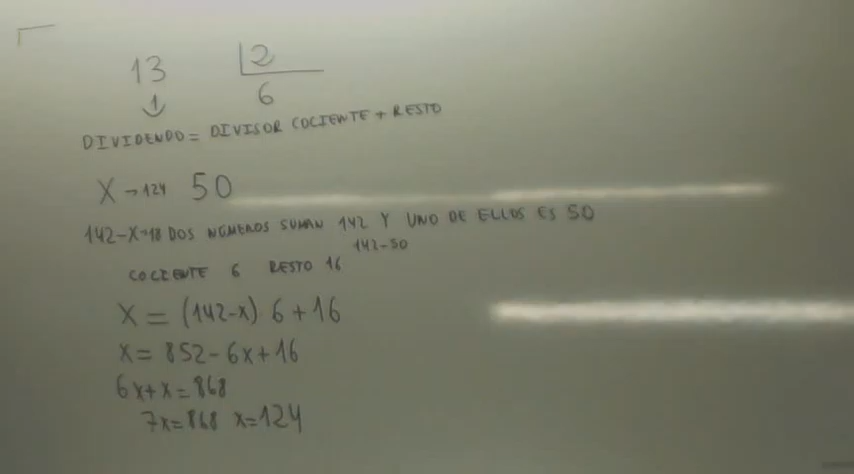 13 2
1 6
DIVIDENDO = DIVISOR COCIENTE + RESTO
X → 124 50
142-X=18 DOS NÚMEROS SUMAN 142 Y UNO DE ELLOS ES 50
142-50
COCIENTE 6 RESTO 16
X = (142-x) 6 + 16
x = 852 - 6x + 16
6x+x = 868
7x = 868 x = 124